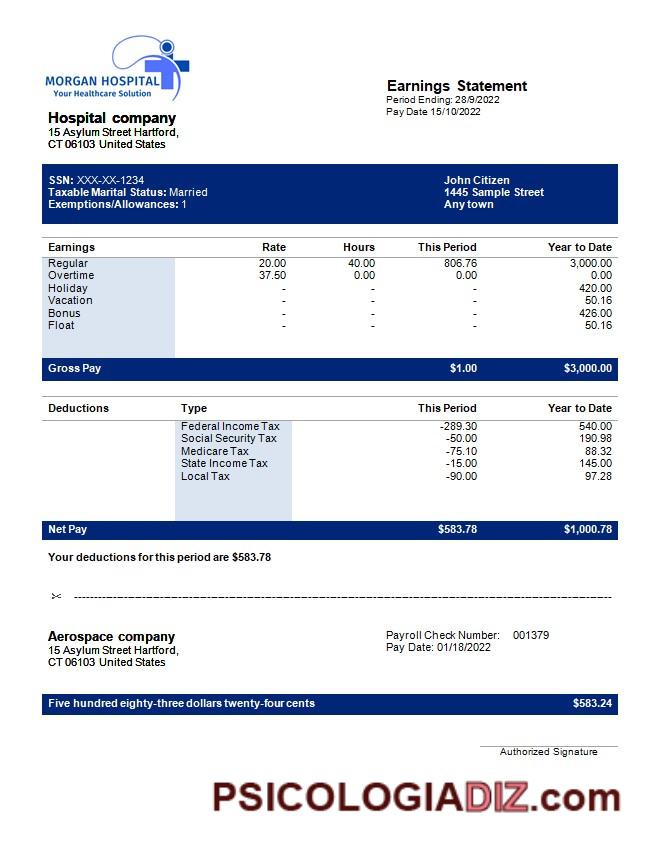 MORGAN HOSPITAL
Your Healthcare Solution
Earnings Statement
Period Ending: 28/9/2022
Pay Date 15/10/2022
Hospital company
15 Asylum Street Hartford,
CT 06103 United States
SSN: XXX-XX-1234
Taxable Marital Status: Married
Exemptions/Allowances: 1
John Citizen
1445 Sample Street
Any town
Earnings Rate Hours This Period Year to Date
Regular 20.00 40.00 806.76 3,000.00
Overtime 37.50 0.00 0.00 0.00
Holiday - - - 420.00
Vacation - - - 50.16
Bonus - - - 426.00
Float - - - 50.16
Gross Pay $1.00 $3,000.00
Deductions Type This Period Year to Date
Federal Income Tax -289.30 540.00
Social Security Tax -50.00 190.98
Medicare Tax -75.10 88.32
State Income Tax -15.00 145.00
Local Tax -90.00 97.28
Net Pay $583.78 $1,000.78
Your deductions for this period are $583.78
Aerospace company
15 Asylum Street Hartford,
CT 06103 United States
Payroll Check Number: 001379
Pay Date: 01/18/2022
Five hundred eighty-three dollars twenty-four cents $583.24
Authorized Signature
PSICOLOGIADIZ.com